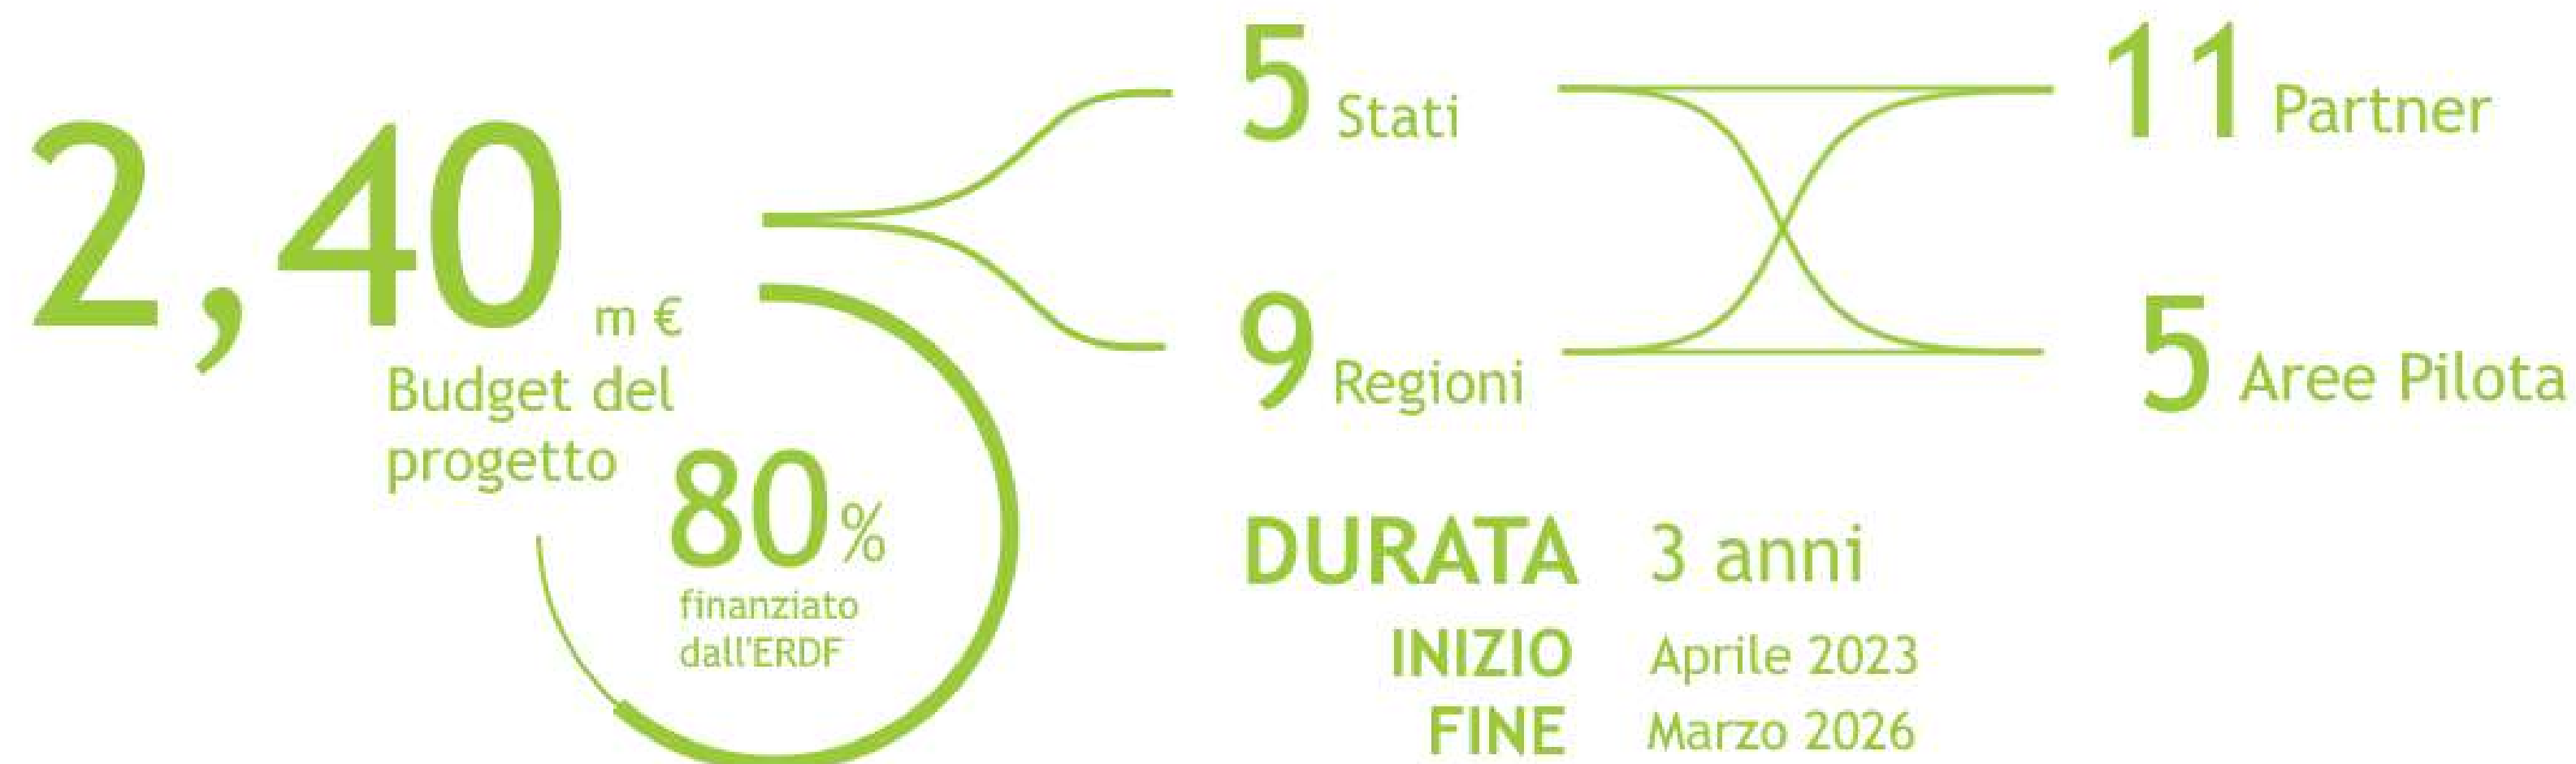 2,40 m €
Budget del
progetto
80%
finanziato
dall'ERDF
5 Stati
9 Regioni
11 Partner
5 Aree Pilota
DURATA 3 anni
INIZIO Aprile 2023
FINE Marzo 2026